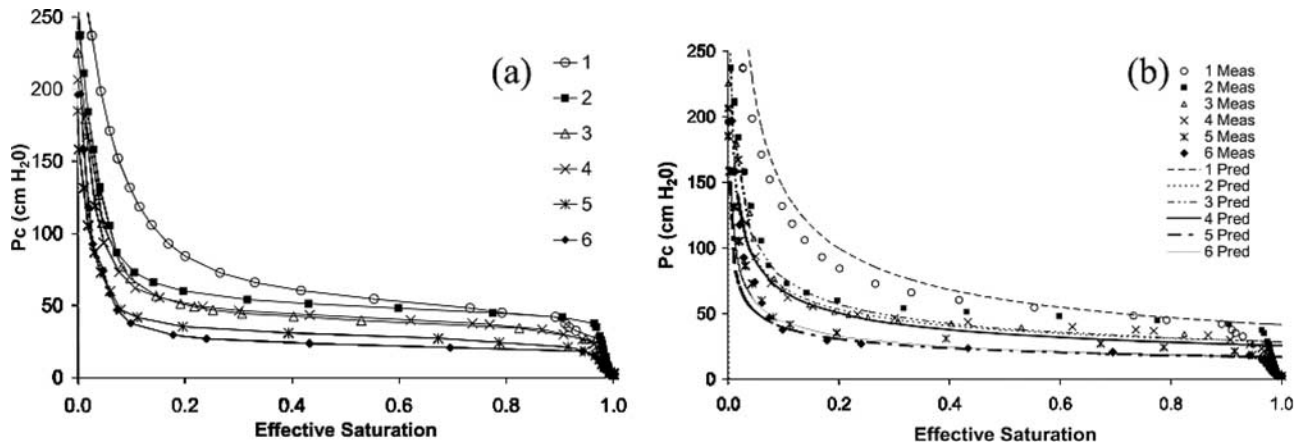 250
200
150
100
50
0
Pc (cm H₂0)
0.0 0.2 0.4 0.6 0.8 1.0
Effective Saturation
(a)
1
2
3
4
5
6
250
200
150
100
50
0
Pc (cm H₂0)
0.0 0.2 0.4 0.6 0.8 1.0
Effective Saturation
(b)
1 Meas
2 Meas
3 Meas
4 Meas
5 Meas
6 Meas
1 Pred
2 Pred
3 Pred
4 Pred
5 Pred
6 Pred